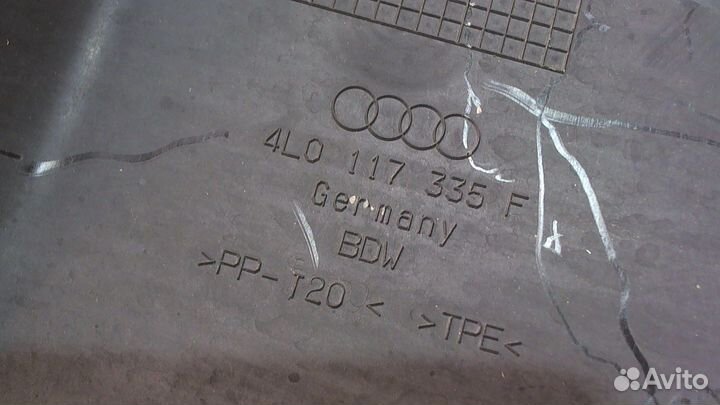 4L0 117 335 F
Germany
BDW
>PP-T20<
>TPE<
Avito